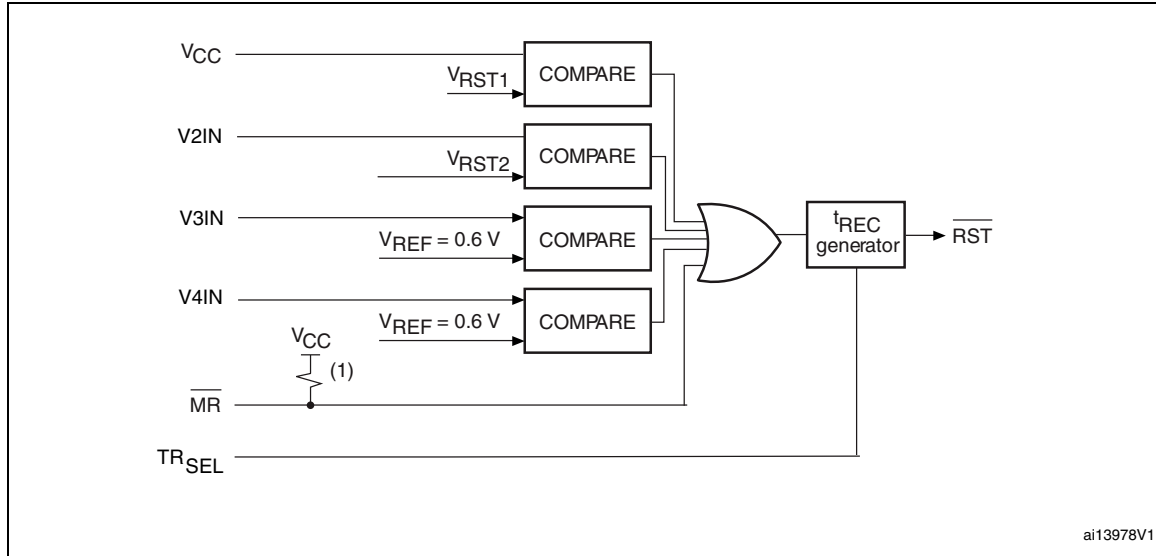 VCC
VRST1
COMPARE
V2IN
VRST2
COMPARE
V3IN
VREF = 0.6 V
COMPARE
tREC
generator
RST
V4IN
VREF = 0.6 V
COMPARE
VCC
(1)
MR
TRSEL
ai13978V1